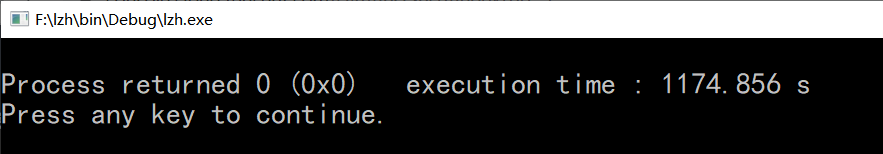 F:\lzh\bin\Debug\lzh.exe
Process returned 0 (0x0)   execution time : 1174.856 s
Press any key to continue.